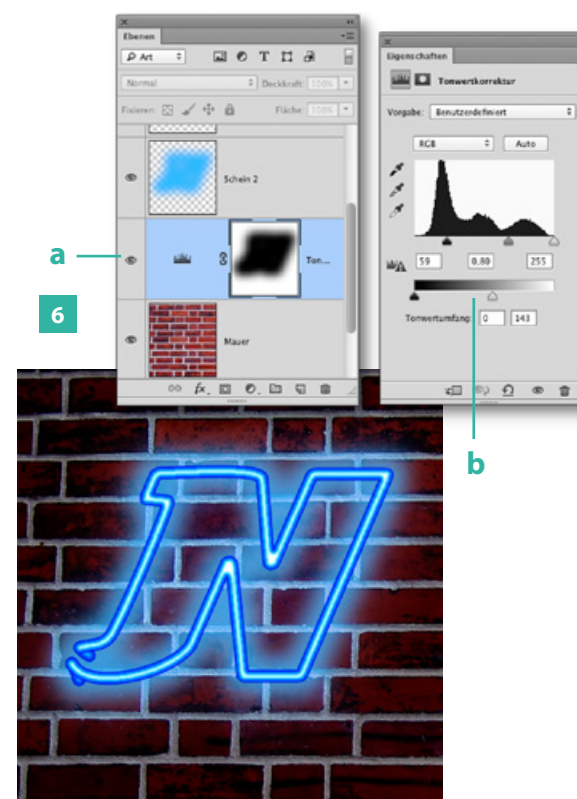 Ebenen
Art
Normal
Deckkraft: 100%
Fixieren:
Fläche: 100%
Schein 2
Ton...
Mauer
fx
Eigenschaften
Tonwertkorrektur
Vorgabe: Benutzerdefiniert
RGB
Auto
59 0,80 255
Tonwertumfang: 0 143
a
6
b
N